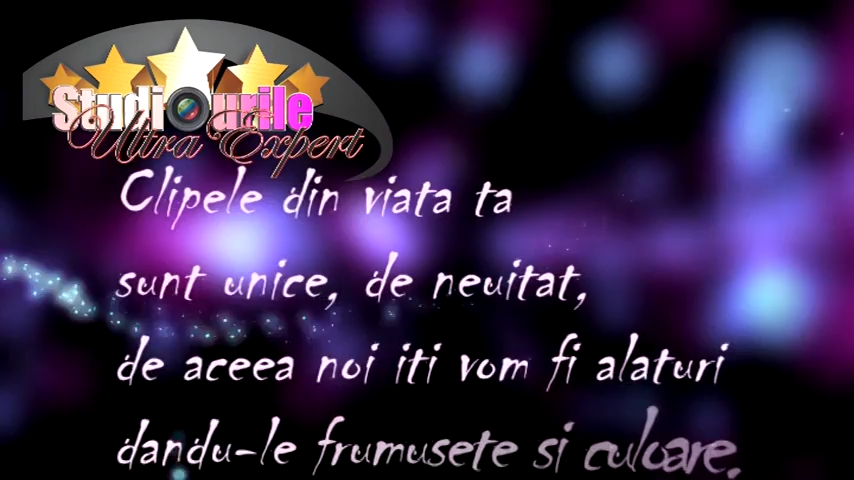 Studiourile
Ultra Expert
Clipele din viata ta
sunt unice, de neuitat,
de aceea noi iti vom fi alaturi
dandu-le frumusete si culoare.